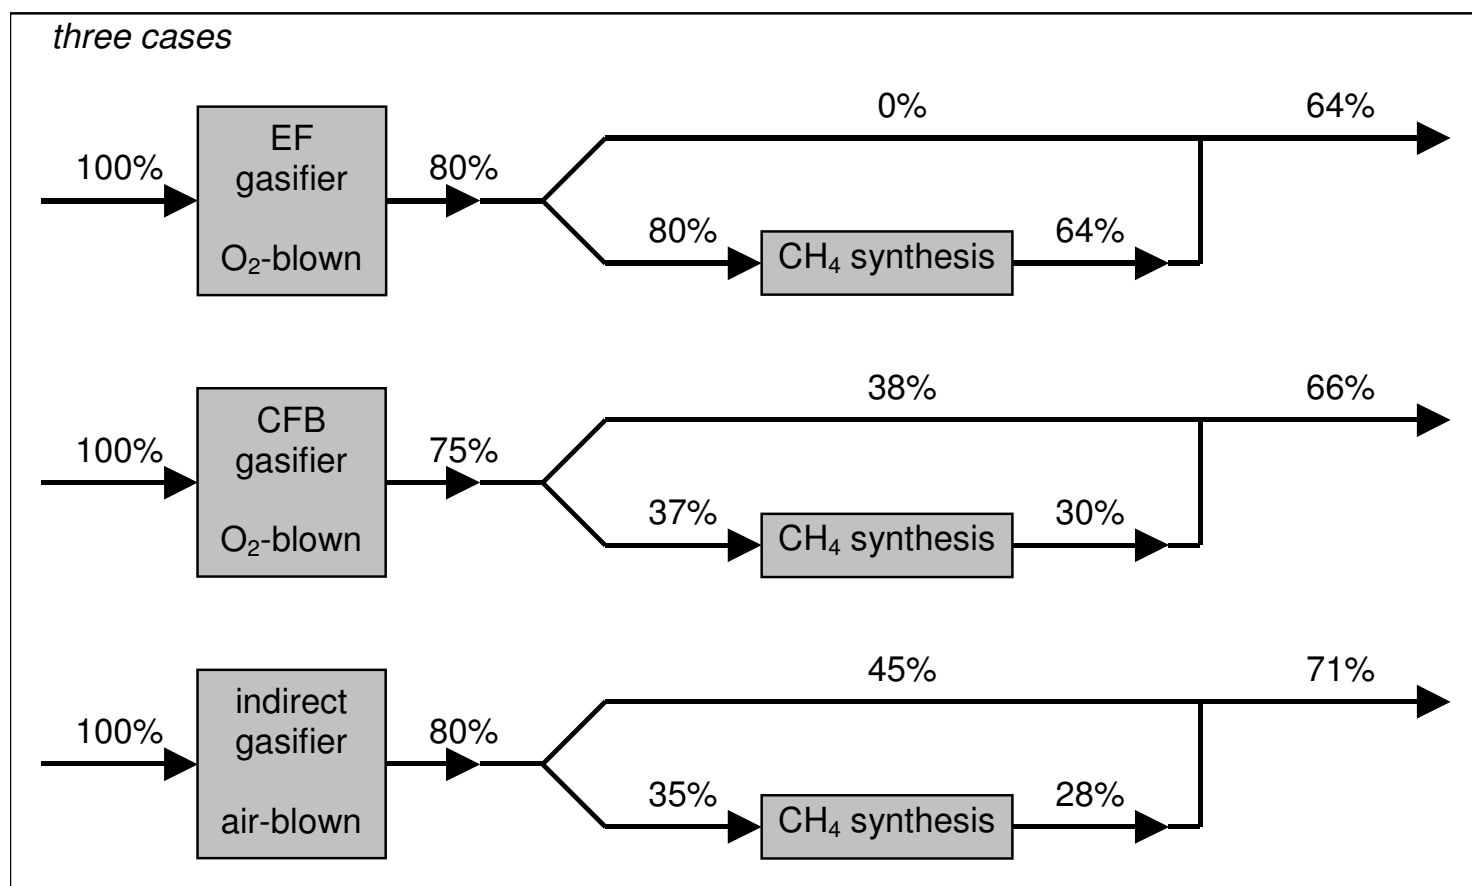 three cases
0%
64%
EF
gasifier
O₂-blown
100%
80%
80%
CH₄ synthesis
64%
38%
66%
CFB
gasifier
O₂-blown
100%
75%
37%
CH₄ synthesis
30%
45%
71%
indirect
gasifier
air-blown
100%
80%
35%
CH₄ synthesis
28%